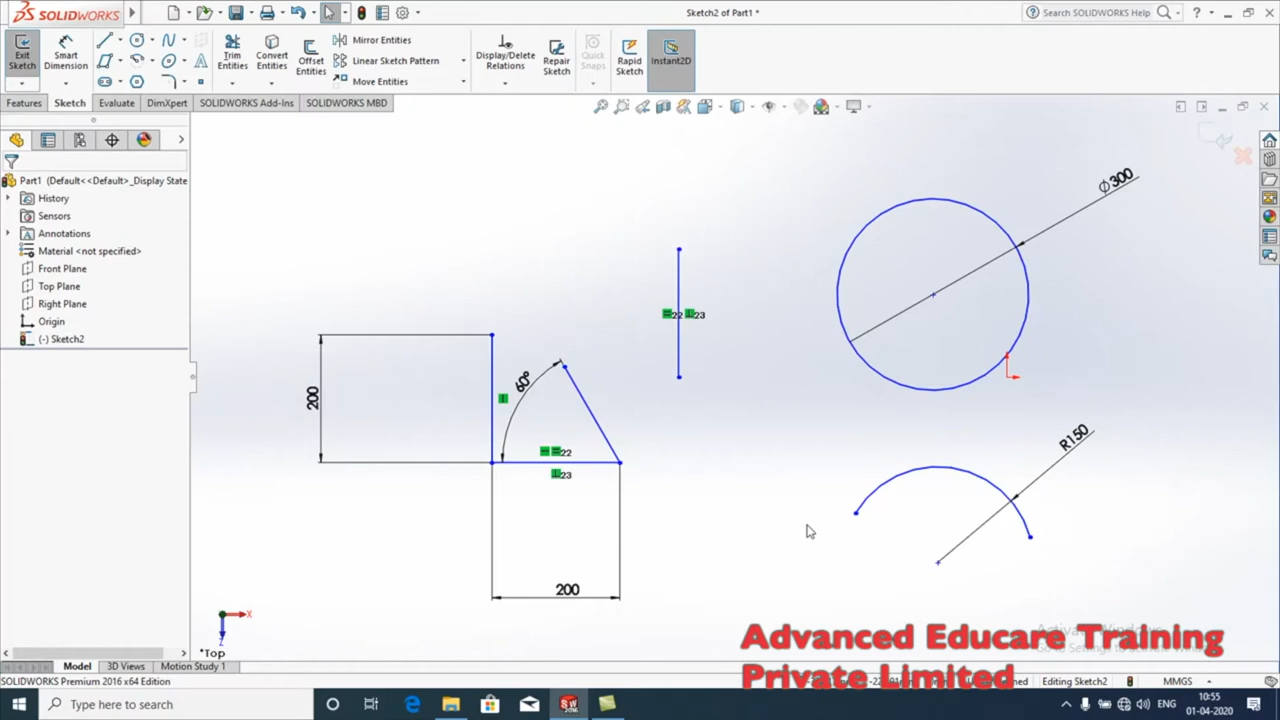 SOLIDWORKS
Sketch2 of Part1 *
Search SOLIDWORKS Help
Exit Sketch
Smart Dimension
Trim Entities
Convert Entities
Offset Entities
Mirror Entities
Linear Sketch Pattern
Move Entities
Display/Delete Relations
Repair Sketch
Quick Snaps
Rapid Sketch
Instant2D
Features
Sketch
Evaluate
DimXpert
SOLIDWORKS Add-Ins
SOLIDWORKS MBD
Part1 (Default<<Default>_Display State
History
Sensors
Annotations
Material <not specified>
Front Plane
Top Plane
Right Plane
Origin
(-) Sketch2
Ø300
22 23
60°
200
22
23
R150
200
X
Z
*Top
Advanced Educare Training
Private Limited
Model
3D Views
Motion Study 1
SOLIDWORKS Premium 2016 x64 Edition
Editing Sketch2
MMGS
Type here to search
10:55
01-04-2020